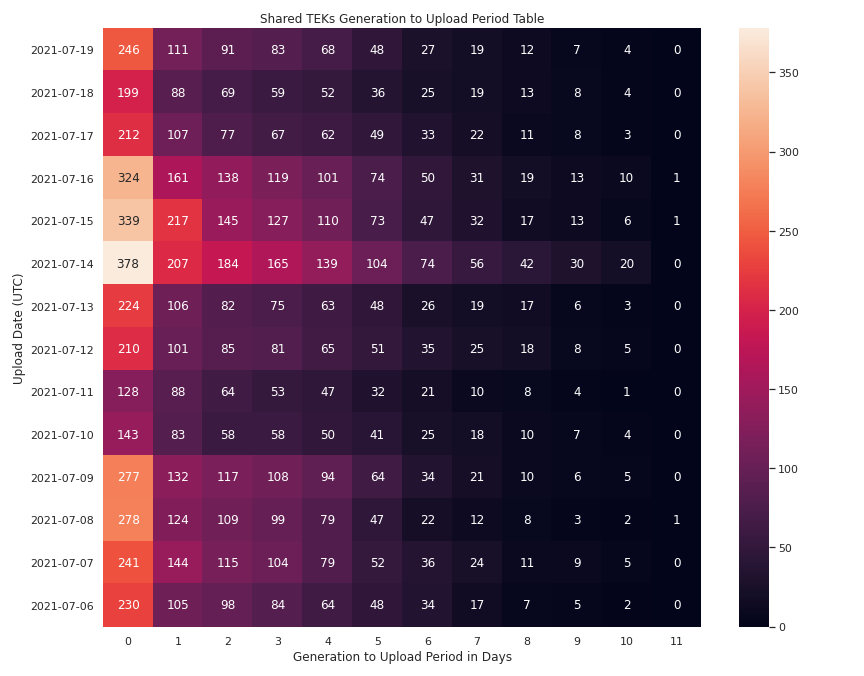 Shared TEKs Generation to Upload Period Table
Upload Date (UTC)
2021-07-19 246 111 91 83 68 48 27 19 12 7 4 0
2021-07-18 199 88 69 59 52 36 25 19 13 8 4 0
2021-07-17 212 107 77 67 62 49 33 22 11 8 3 0
2021-07-16 324 161 138 119 101 74 50 31 19 13 10 1
2021-07-15 339 217 145 127 110 73 47 32 17 13 6 1
2021-07-14 378 207 184 165 139 104 74 56 42 30 20 0
2021-07-13 224 106 82 75 63 48 26 19 17 6 3 0
2021-07-12 210 101 85 81 65 51 35 25 18 8 5 0
2021-07-11 128 88 64 53 47 32 21 10 8 4 1 0
2021-07-10 143 83 58 58 50 41 25 18 10 7 4 0
2021-07-09 277 132 117 108 94 64 34 21 10 6 5 0
2021-07-08 278 124 109 99 79 47 22 12 8 3 2 1
2021-07-07 241 144 115 104 79 52 36 24 11 9 5 0
2021-07-06 230 105 98 84 64 48 34 17 7 5 2 0
0 1 2 3 4 5 6 7 8 9 10 11
Generation to Upload Period in Days
350
300
250
200
150
100
50
0